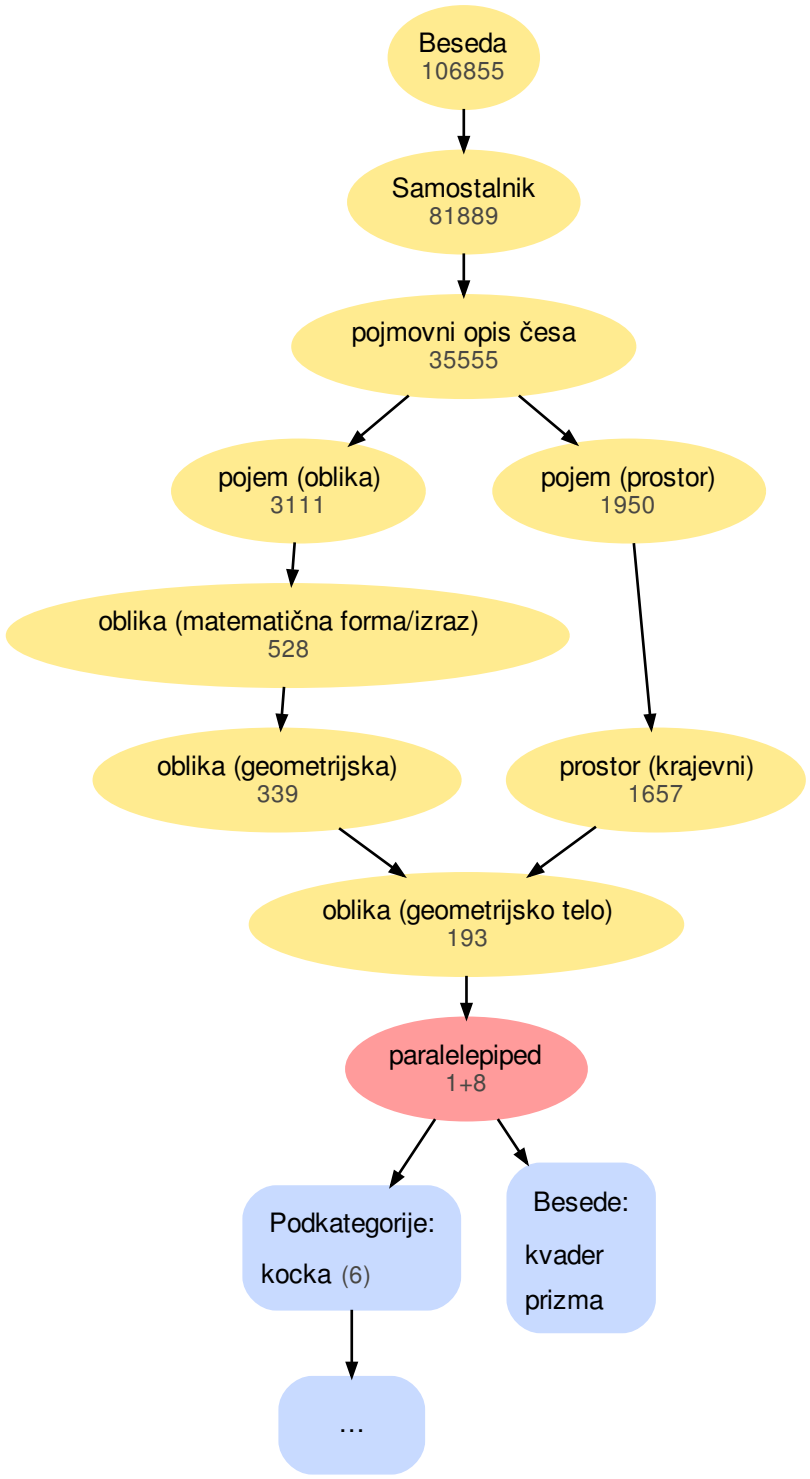 Beseda
106855
Samostalnik
81889
pojmovni opis česa
35555
pojem (oblika)
3111
pojem (prostor)
1950
oblika (matematična forma/izraz)
528
oblika (geometrijska)
339
prostor (krajevni)
1657
oblika (geometrijsko telo)
193
paralelepiped
1+8
Podkategorije:
kocka (6)
Besede:
kvader
prizma
...